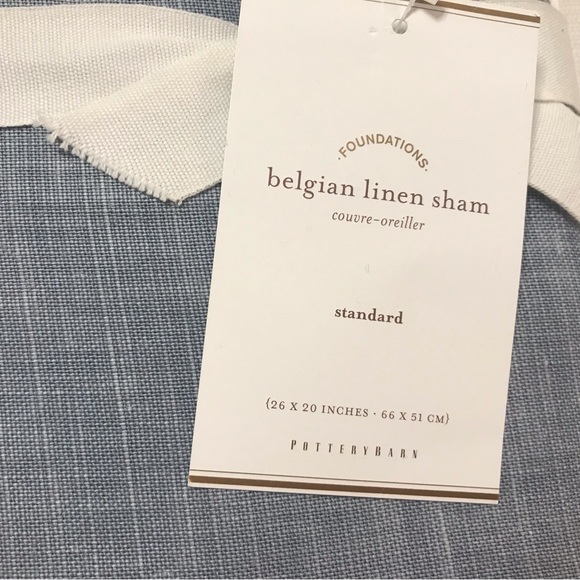 ·FOUNDATIONS·
belgian linen sham
couvre-oreiller
standard
{26 X 20 INCHES · 66 X 51 CM}
POTTERYBARN